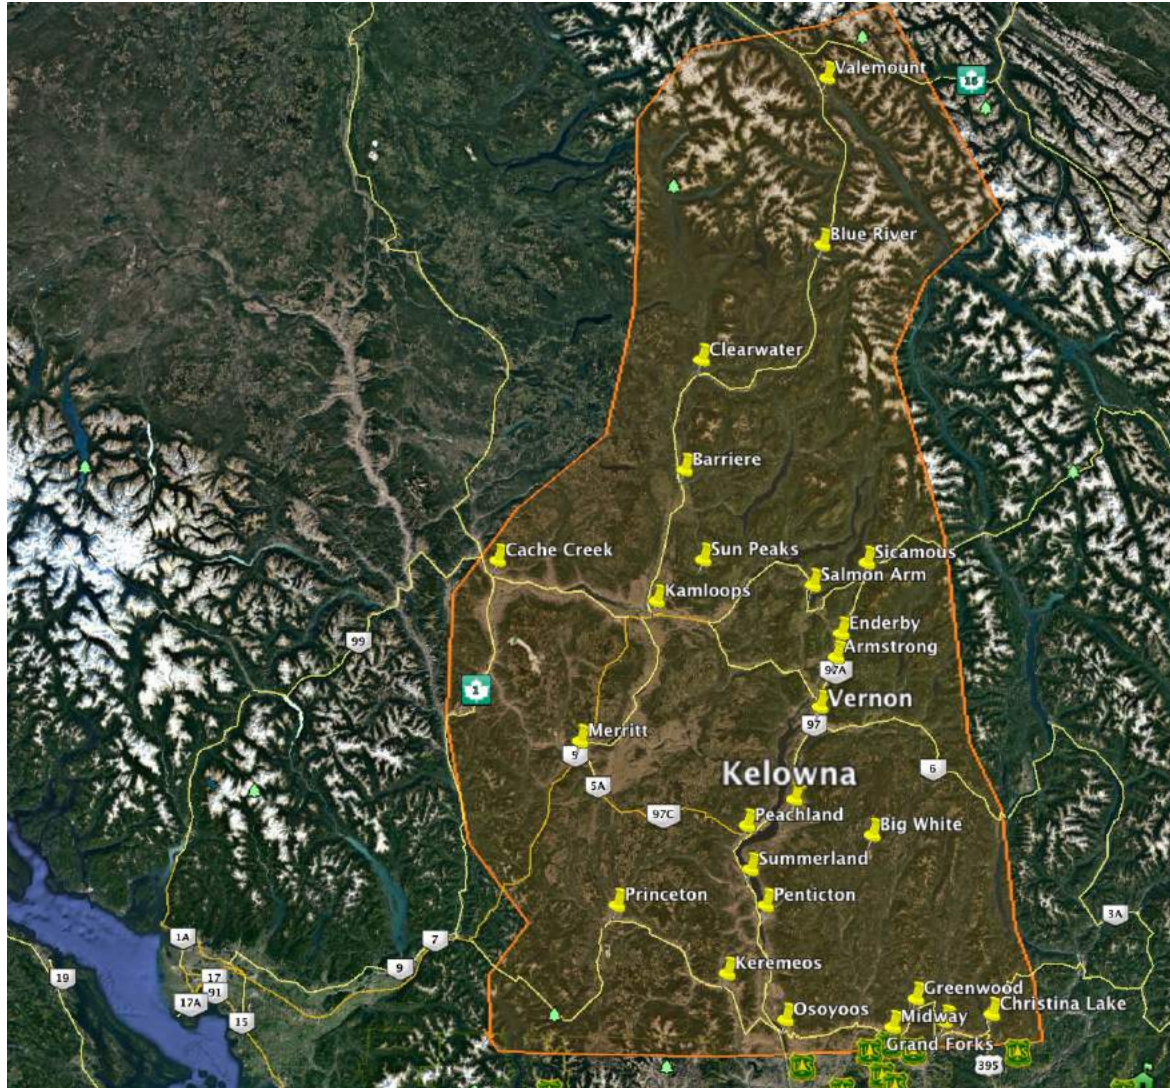 Valemount
16
Blue River
Clearwater
Barriere
Cache Creek
Sun Peaks
Sicamous
Salmon Arm
Kamloops
Enderby
99
Armstrong
97A
1
Vernon
97
Merritt
5
6
Kelowna
5A
97C
Peachland
Big White
Summerland
Princeton
Penticton
3A
1A
7
Keremeos
9
19
17
91
17A
15
Greenwood
Christina Lake
Osoyoos
Midway
Grand Forks
395